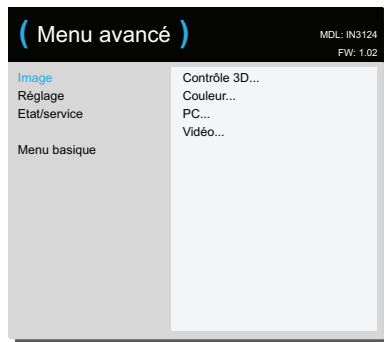 ( Menu avancé )
MDL: IN3124
FW: 1.02
Image
Réglage
Etat/service
Menu basique
Contrôle 3D...
Couleur...
PC...
Vidéo...